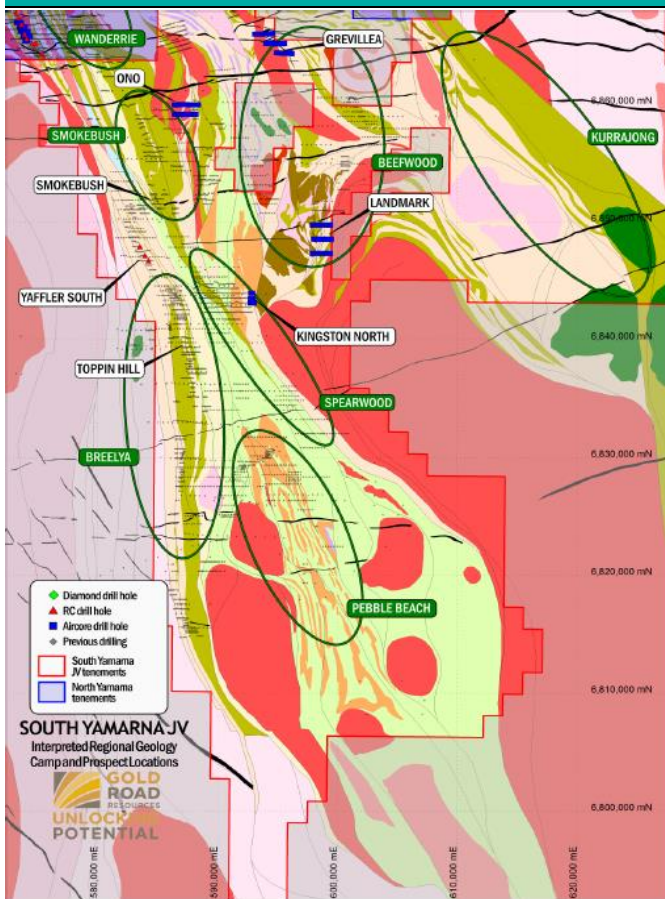 WANDERRIE
GREVILLEA
ONO
6,860,000 mN
SMOKEBUSH
KURRAJONG
BEEFWOOD
SMOKEBUSH
LANDMARK
6,850,000 mN
YAFFLER SOUTH
6,840,000 mN
KINGSTON NORTH
TOPPIN HILL
SPEARWOOD
BREELYA
6,830,000 mN
6,820,000 mN
Diamond drill hole
RC drill hole
Aircore drill hole
Previous drilling
South Yamarna
JV tenements
North Yamarna
tenements
PEBBLE BEACH
6,810,000 mN
SOUTH YAMARNA JV
Interpreted Regional Geology
Camp and Prospect Locations
GOLD
ROAD
RESOURCES
UNLOCKING
POTENTIAL
6,800,000 mN
580,000 mE
590,000 mE
600,000 mE
610,000 mE
620,000 mE